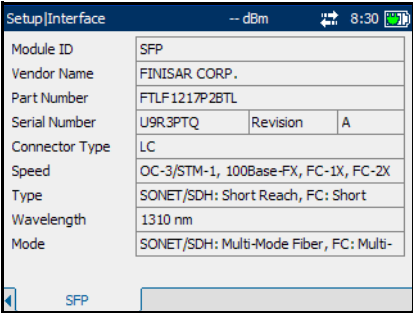 Setup|Interface -- dBm 8:30
Module ID SFP
Vendor Name FINISAR CORP.
Part Number FTLF1217P2BTL
Serial Number U9R3PTQ Revision A
Connector Type LC
Speed OC-3/STM-1, 100Base-FX, FC-1X, FC-2X
Type SONET/SDH: Short Reach, FC: Short
Wavelength 1310 nm
Mode SONET/SDH: Multi-Mode Fiber, FC: Multi-
SFP